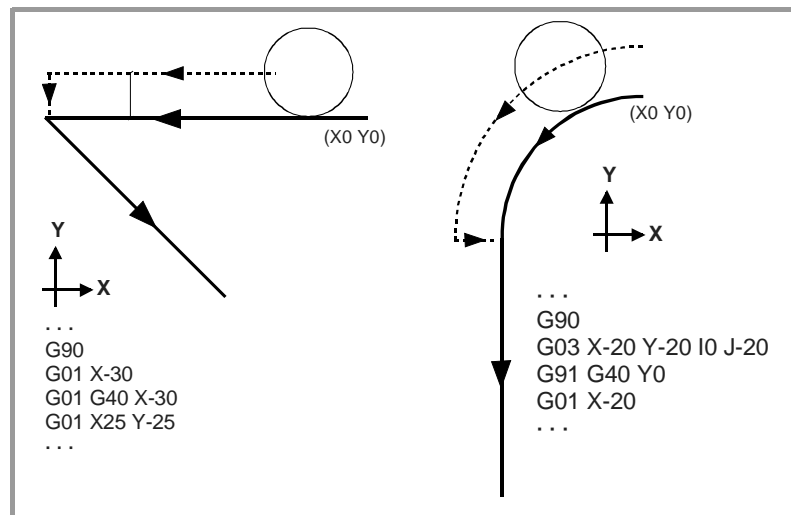 (X0 Y0)
Y
X
. . .
G90
G01 X-30
G01 G40 X-30
G01 X25 Y-25
. . .
(X0 Y0)
Y
X
. . .
G90
G03 X-20 Y-20 I0 J-20
G91 G40 Y0
G01 X-20
. . .